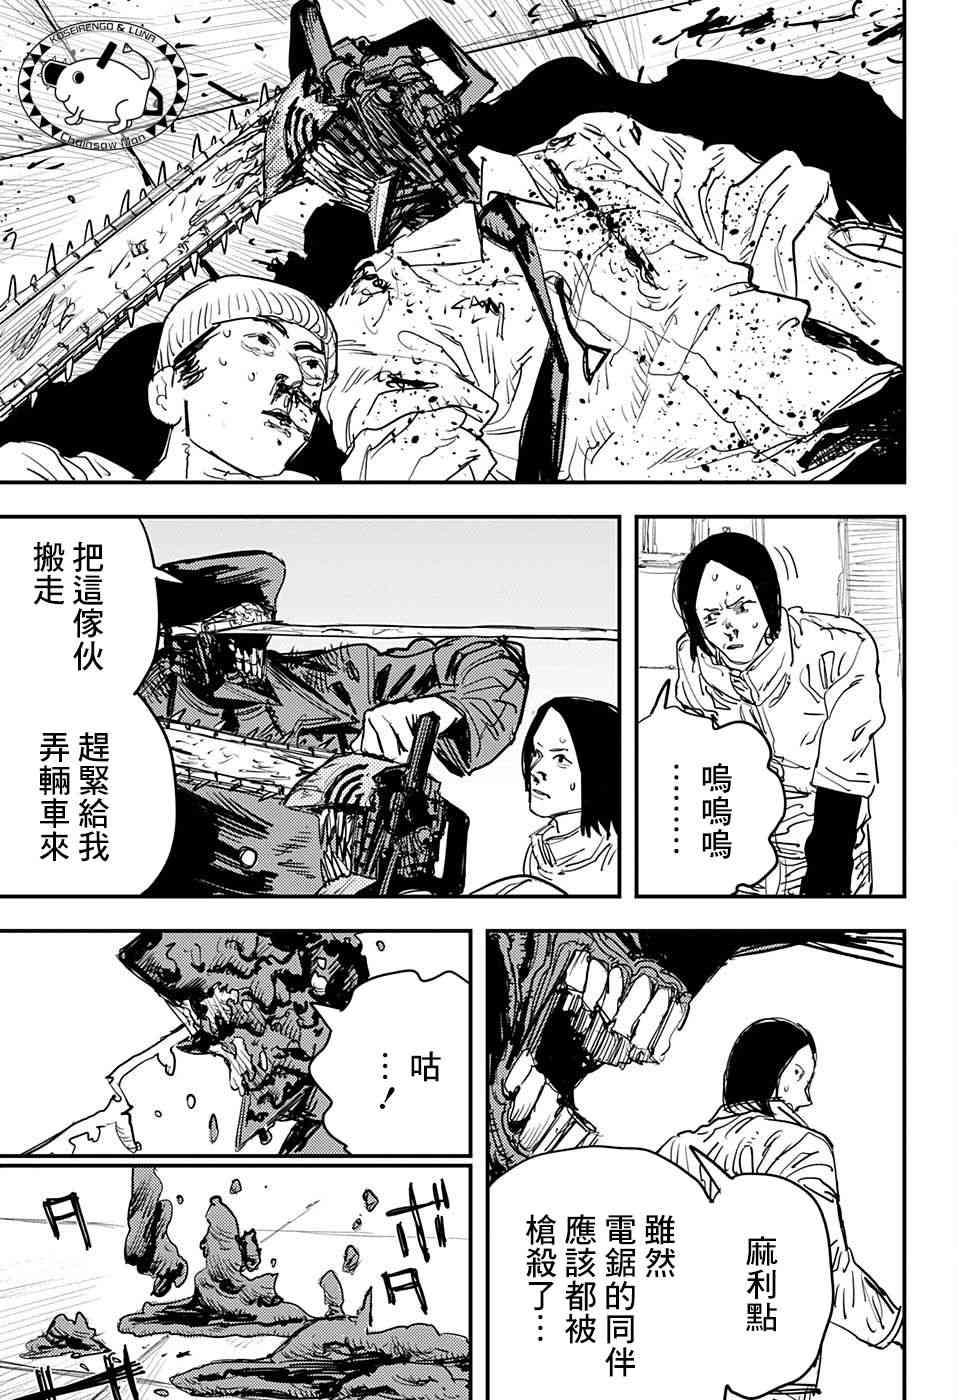 KOSEIRENGO & LUNA
Chainsaw Man
嗚嗚嗚
………
把這傢伙
搬走
趕緊給我
弄輛車來
麻利點
雖然
電鋸的同伴
應該都被
槍殺了…
咕
…！